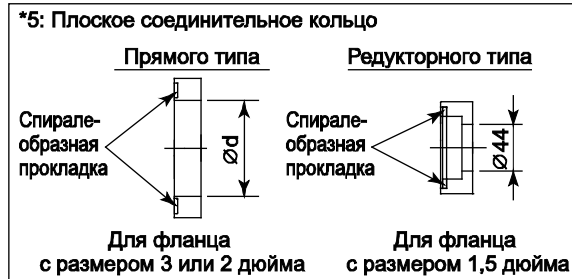 *5: Плоское соединительное кольцо
Прямого типа
Спирале-
образная
прокладка
Ød
Для фланца
с размером 3 или 2 дюйма
Редукторного типа
Спирале-
образная
прокладка
Ø44
Для фланца
с размером 1,5 дюйма